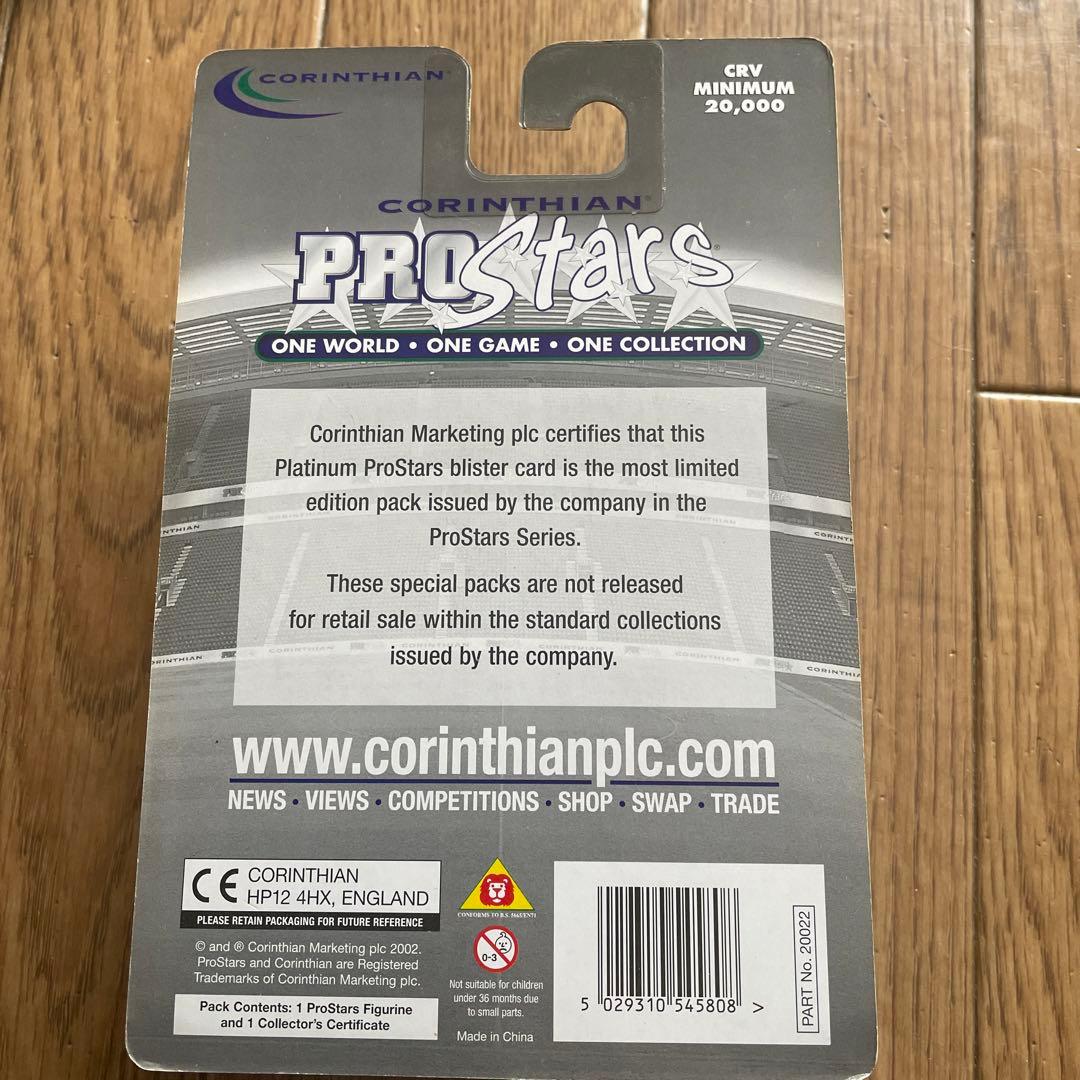 CORINTHIAN
CRV
MINIMUM
20,000
CORINTHIAN®
PROStars®
ONE WORLD • ONE GAME • ONE COLLECTION
Corinthian Marketing plc certifies that this
Platinum ProStars blister card is the most limited
edition pack issued by the company in the
ProStars Series.
These special packs are not released
for retail sale within the standard collections
issued by the company.
CORINTHIAN
www.corinthianplc.com
NEWS • VIEWS • COMPETITIONS • SHOP • SWAP • TRADE
CE CORINTHIAN
HP12 4HX, ENGLAND
PLEASE RETAIN PACKAGING FOR FUTURE REFERENCE
© and ® Corinthian Marketing plc 2002.
ProStars and Corinthian are Registered
Trademarks of Corinthian Marketing plc.
Pack Contents: 1 ProStars Figurine
and 1 Collector's Certificate
CONFORMS TO B.S. 5665/EN71
0-3
Not suitable for children
under 36 months due
to small parts.
Made in China
5 029310 545808 >
PART No. 20022